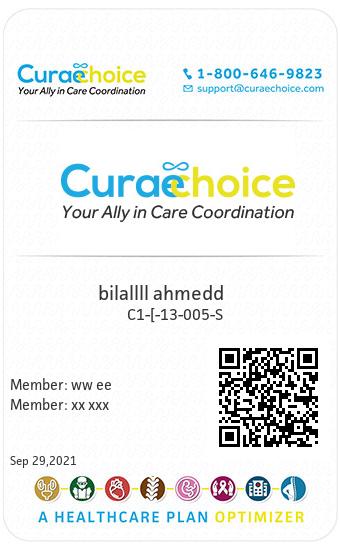 Curaechoice
Your Ally in Care Coordination
1-800-646-9823
support@curaechoice.com
Curaechoice
Your Ally in Care Coordination
bilallll ahmedd
C1-[-13-005-S
Member: ww ee
Member: xx xxx
Sep 29,2021
A HEALTHCARE PLAN OPTIMIZER